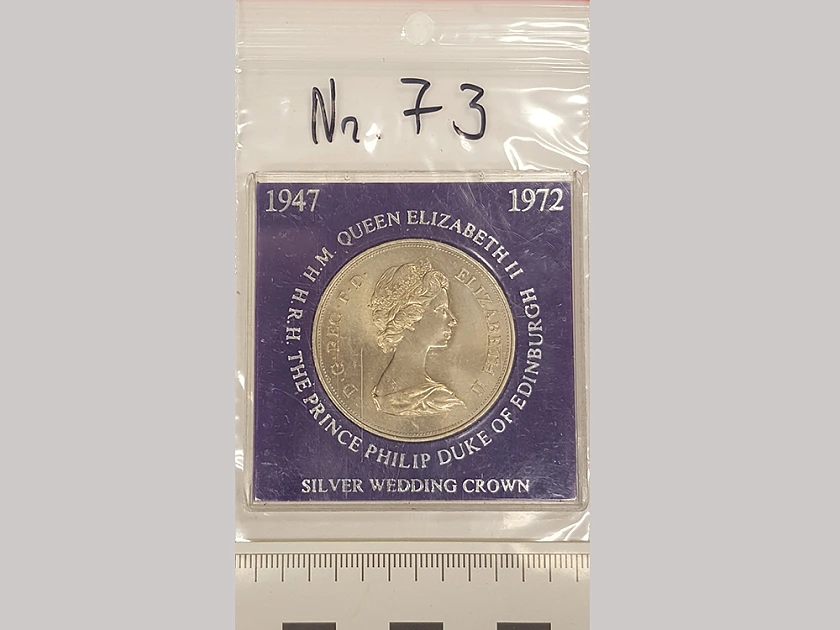 Nr. 73
1947 1972
H.M. QUEEN ELIZABETH II
H.R.H. THE PRINCE PHILIP DUKE OF EDINBURGH
D·G·REG·F·D· ELIZABETH II
SILVER WEDDING CROWN